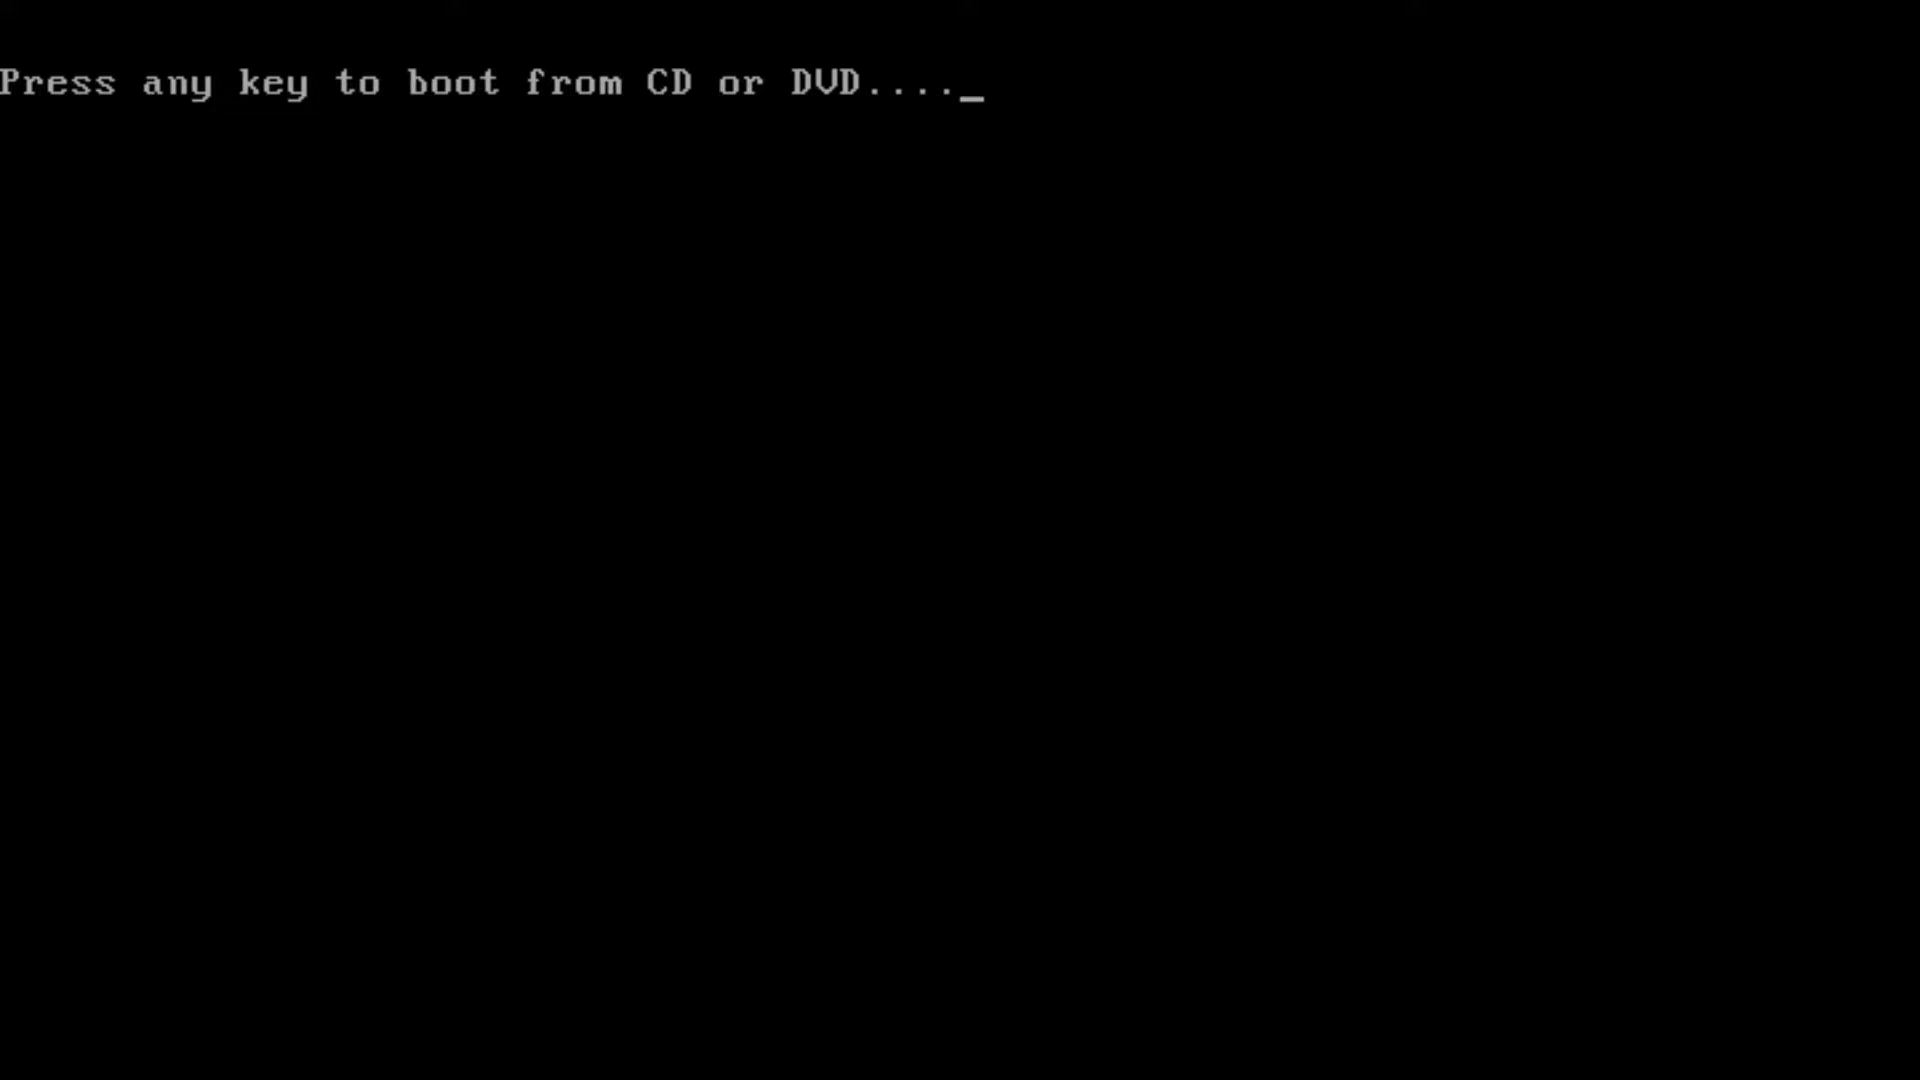 Press any key to boot from CD or DVD...._